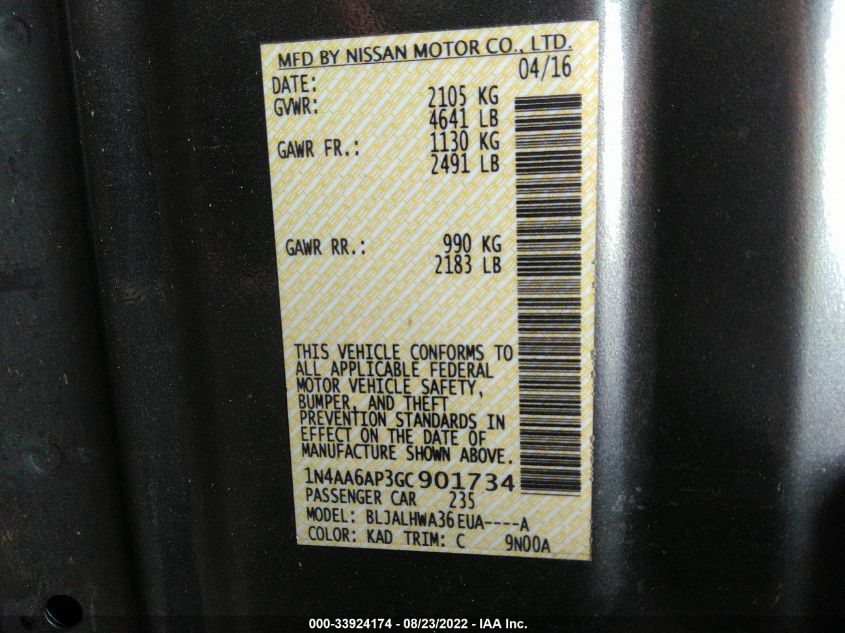 MFD BY NISSAN MOTOR CO., LTD.
DATE: 04/16
GVWR: 2105 KG
4641 LB
GAWR FR.: 1130 KG
2491 LB
GAWR RR.: 990 KG
2183 LB
THIS VEHICLE CONFORMS TO
ALL APPLICABLE FEDERAL
MOTOR VEHICLE SAFETY,
BUMPER, AND THEFT
PREVENTION STANDARDS IN
EFFECT ON THE DATE OF
MANUFACTURE SHOWN ABOVE.
1N4AA6AP3GC901734
PASSENGER CAR 235
MODEL: BLJALHWA36EUA----A
COLOR: KAD TRIM: C 9N00A
000-33924174 - 08/23/2022 - IAA Inc.